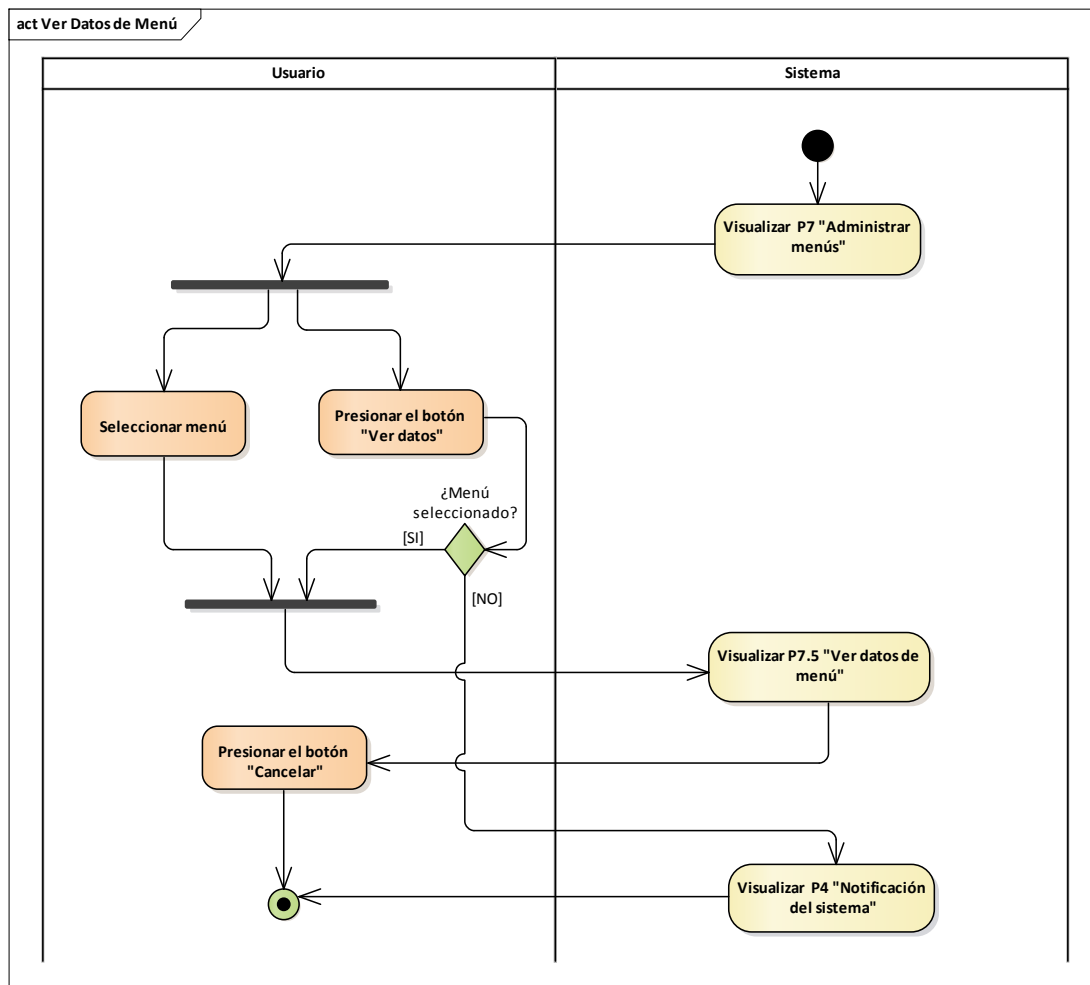 act Ver Datos de Menú
Usuario
Sistema
Visualizar P7 "Administrar
menús"
Seleccionar menú
Presionar el botón
"Ver datos"
¿Menú
seleccionado?
[SI]
[NO]
Visualizar P7.5 "Ver datos de
menú"
Presionar el botón
"Cancelar"
Visualizar P4 "Notificación
del sistema"